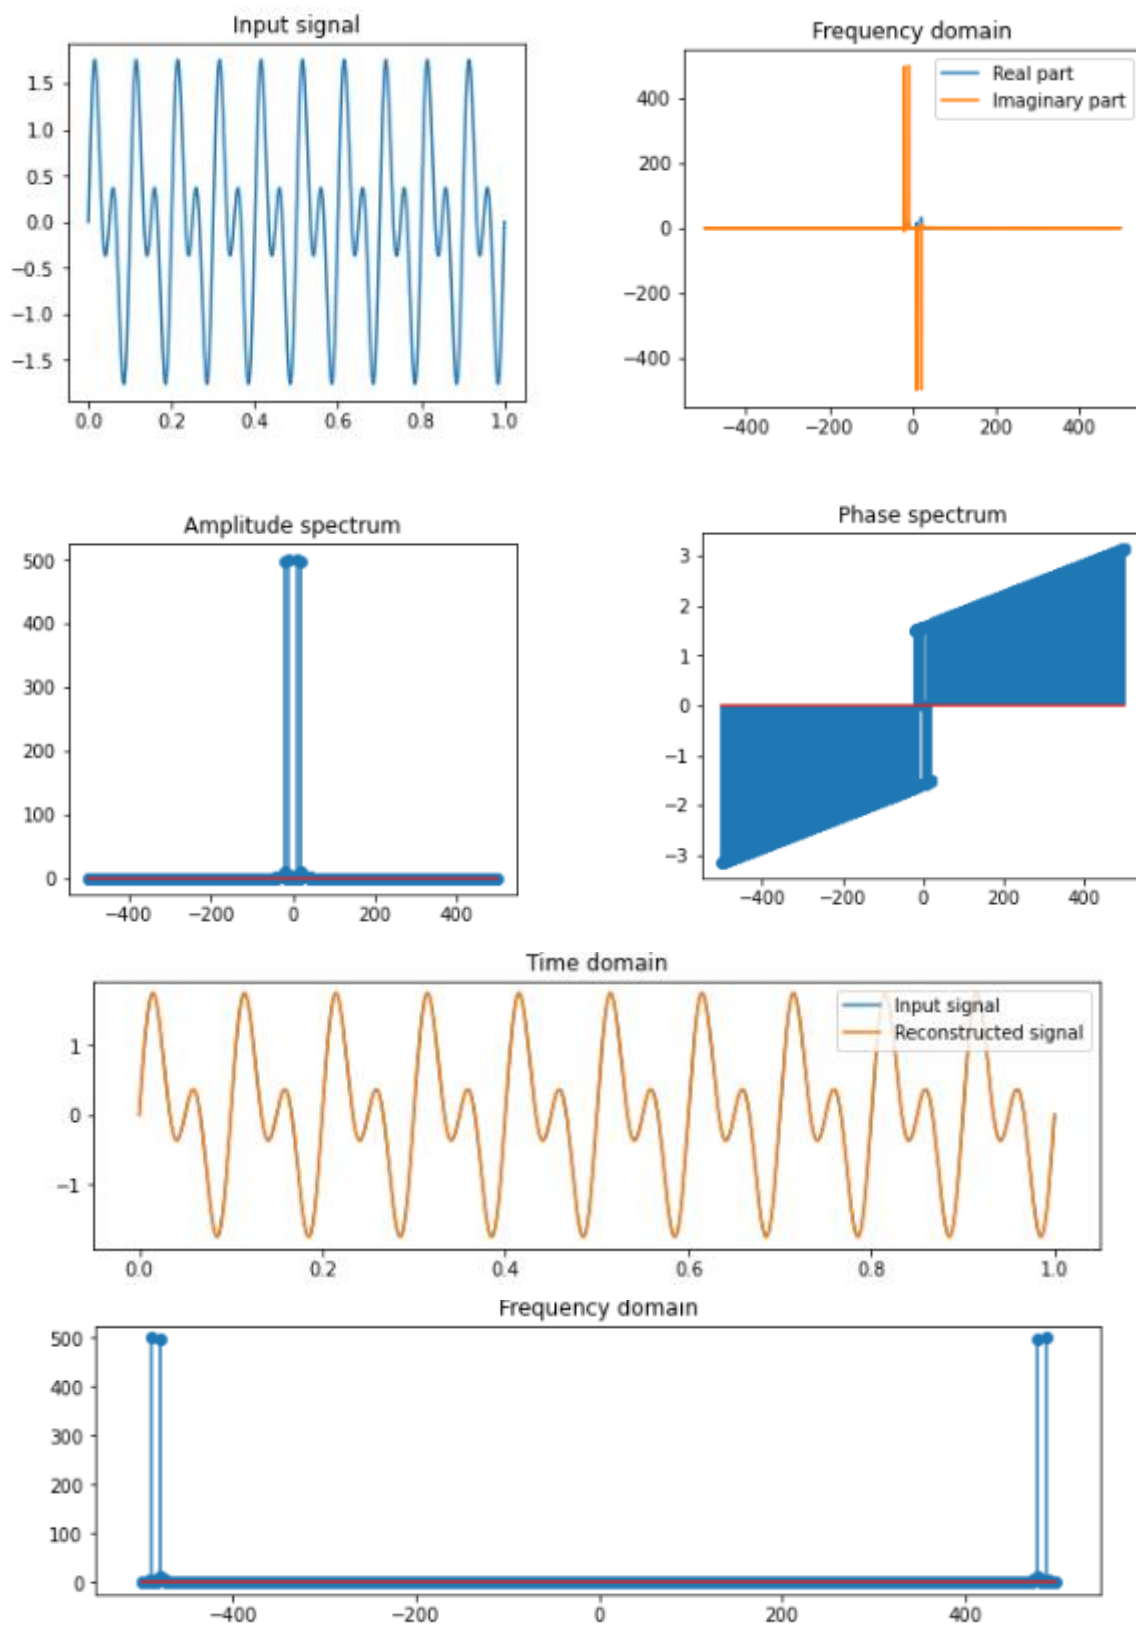 Input signal
1.5
1.0
0.5
0.0
−0.5
−1.0
−1.5
0.0 0.2 0.4 0.6 0.8 1.0
Frequency domain
Real part
Imaginary part
400
200
0
−200
−400
−400 −200 0 200 400
Amplitude spectrum
500
400
300
200
100
0
−400 −200 0 200 400
Phase spectrum
3
2
1
0
−1
−2
−3
−400 −200 0 200 400
Time domain
Input signal
Reconstructed signal
1
0
−1
0.0 0.2 0.4 0.6 0.8 1.0
Frequency domain
500
400
300
200
100
0
−400 −200 0 200 400